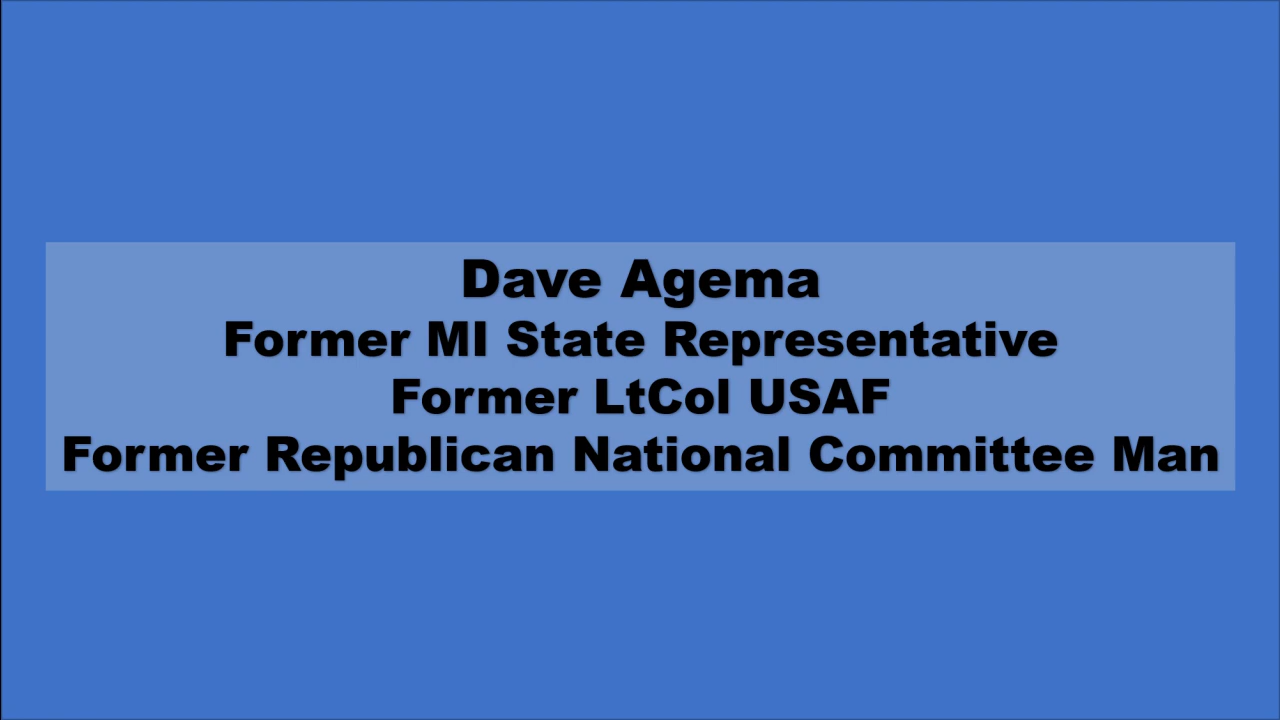 Dave Agema
Former MI State Representative
Former LtCol USAF
Former Republican National Committee Man